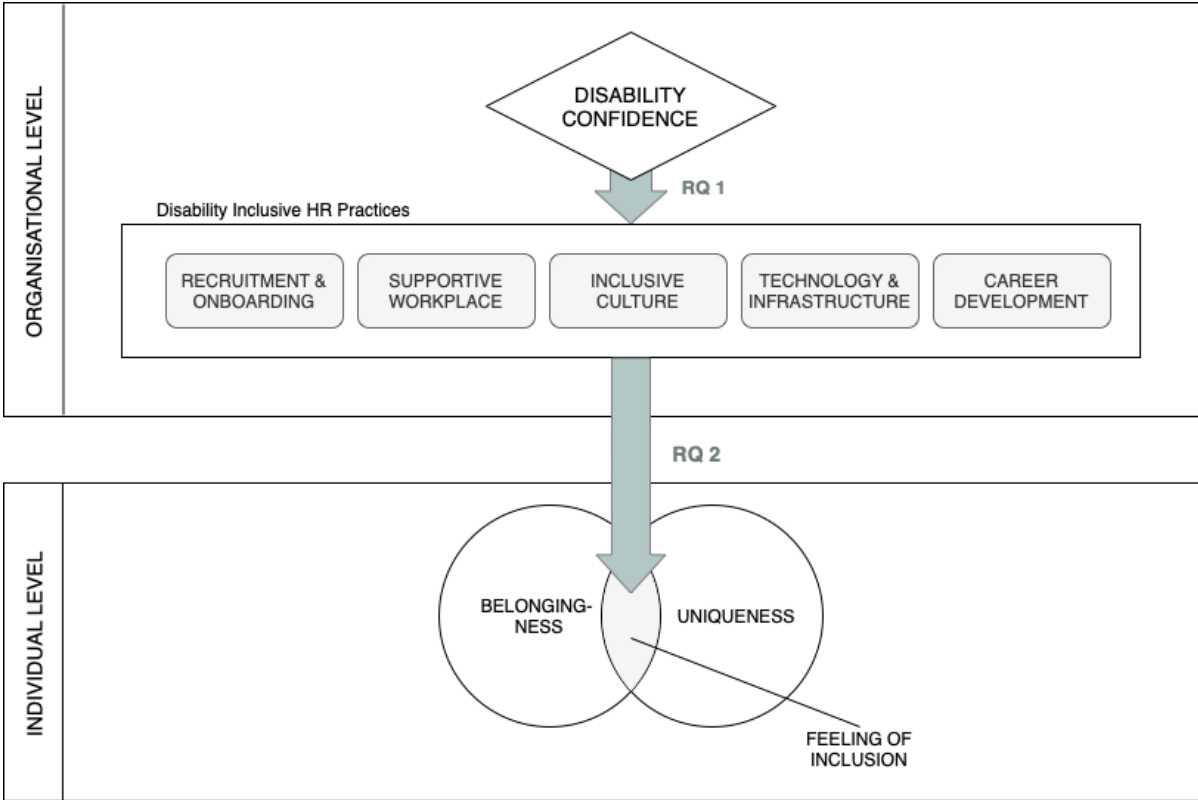 ORGANISATIONAL LEVEL
DISABILITY
CONFIDENCE
RQ 1
Disability Inclusive HR Practices
RECRUITMENT &
ONBOARDING
SUPPORTIVE
WORKPLACE
INCLUSIVE
CULTURE
TECHNOLOGY &
INFRASTRUCTURE
CAREER
DEVELOPMENT
RQ 2
INDIVIDUAL LEVEL
BELONGING-
NESS
UNIQUENESS
FEELING OF
INCLUSION